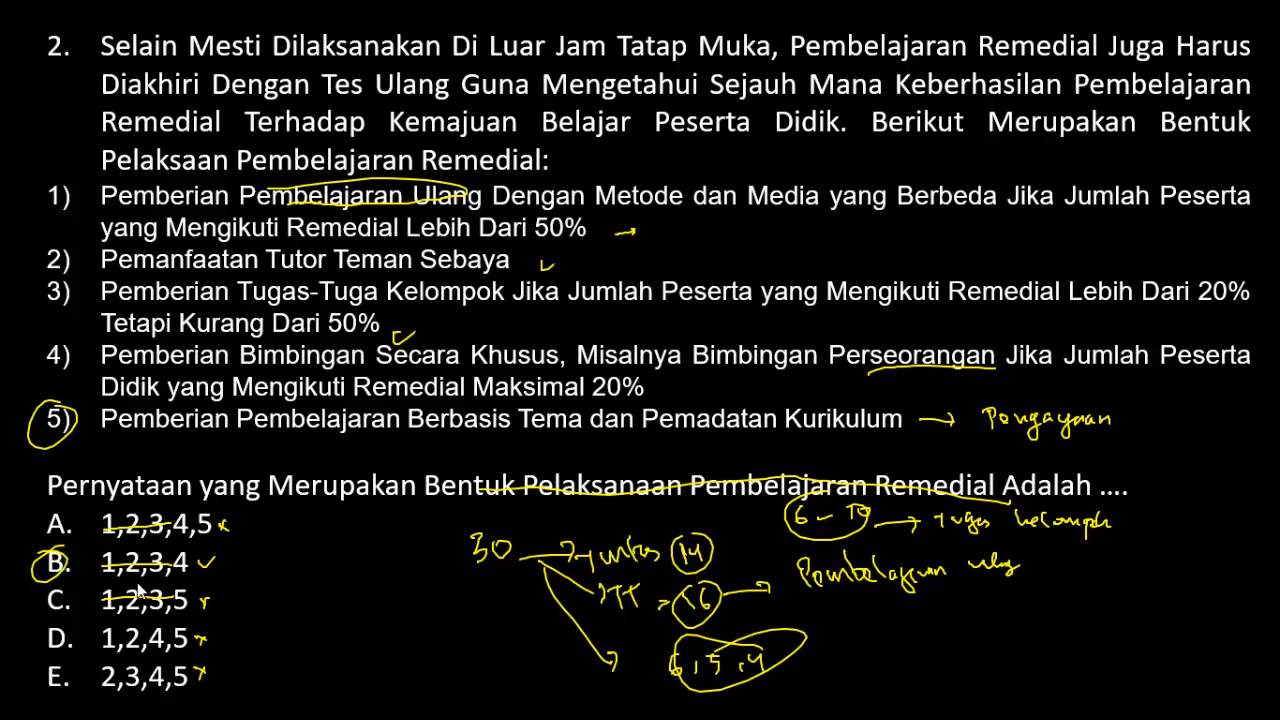 2. Selain Mesti Dilaksanakan Di Luar Jam Tatap Muka, Pembelajaran Remedial Juga Harus
Diakhiri Dengan Tes Ulang Guna Mengetahui Sejauh Mana Keberhasilan Pembelajaran
Remedial Terhadap Kemajuan Belajar Peserta Didik. Berikut Merupakan Bentuk
Pelaksaan Pembelajaran Remedial:
1) Pemberian Pembelajaran Ulang Dengan Metode dan Media yang Berbeda Jika Jumlah Peserta
yang Mengikuti Remedial Lebih Dari 50%
2) Pemanfaatan Tutor Teman Sebaya
3) Pemberian Tugas-Tuga Kelompok Jika Jumlah Peserta yang Mengikuti Remedial Lebih Dari 20%
Tetapi Kurang Dari 50%
4) Pemberian Bimbingan Secara Khusus, Misalnya Bimbingan Perseorangan Jika Jumlah Peserta
Didik yang Mengikuti Remedial Maksimal 20%
5) Pemberian Pembelajaran Berbasis Tema dan Pemadatan Kurikulum → Pengayaan
Pernyataan yang Merupakan Bentuk Pelaksanaan Pembelajaran Remedial Adalah ....
A. 1,2,3,4,5
B. 1,2,3,4
C. 1,2,3,5
D. 1,2,4,5
E. 2,3,4,5
→ Tugas kelompok
30 → Tuntas 14
Pembelajaran ulang
TT = 16 →
6, 5, 4